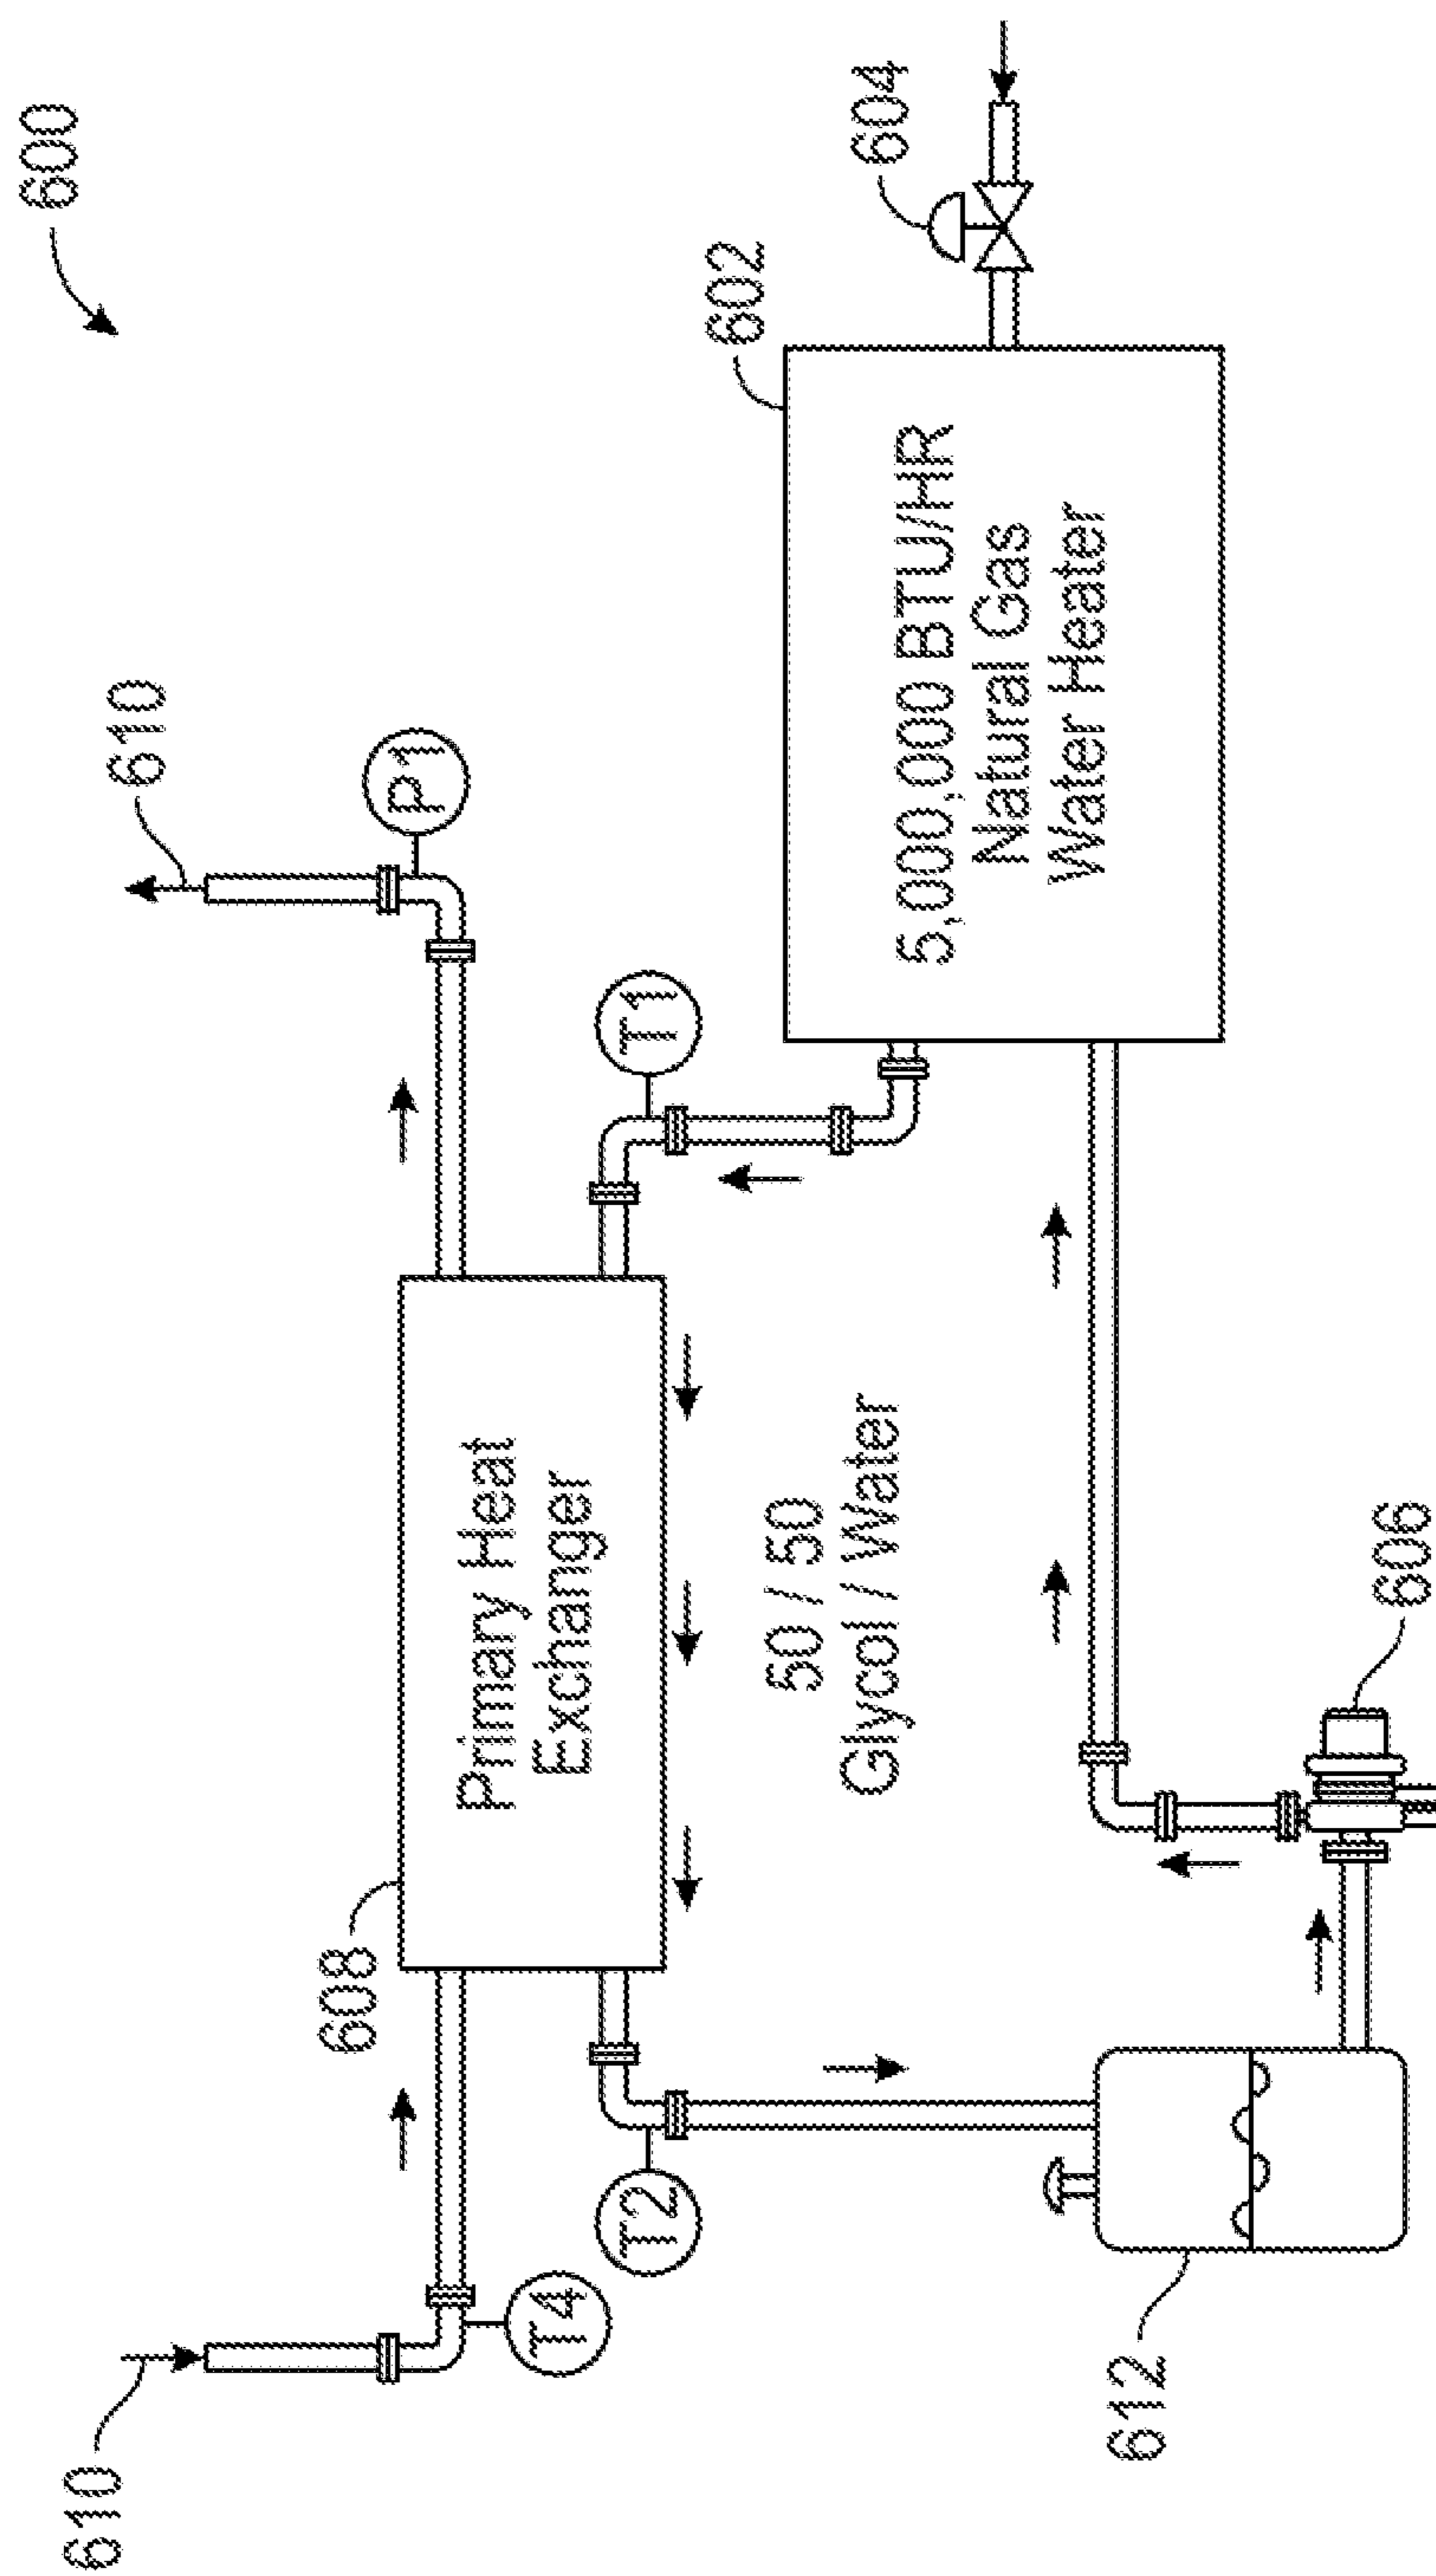 600
610
P1
604
602
T1
5,000,000 BTU/HR
Natural Gas
Water Heater
Primary Heat
Exchanger
608
50 / 50
Glycol / Water
610
T4
T2
612
606